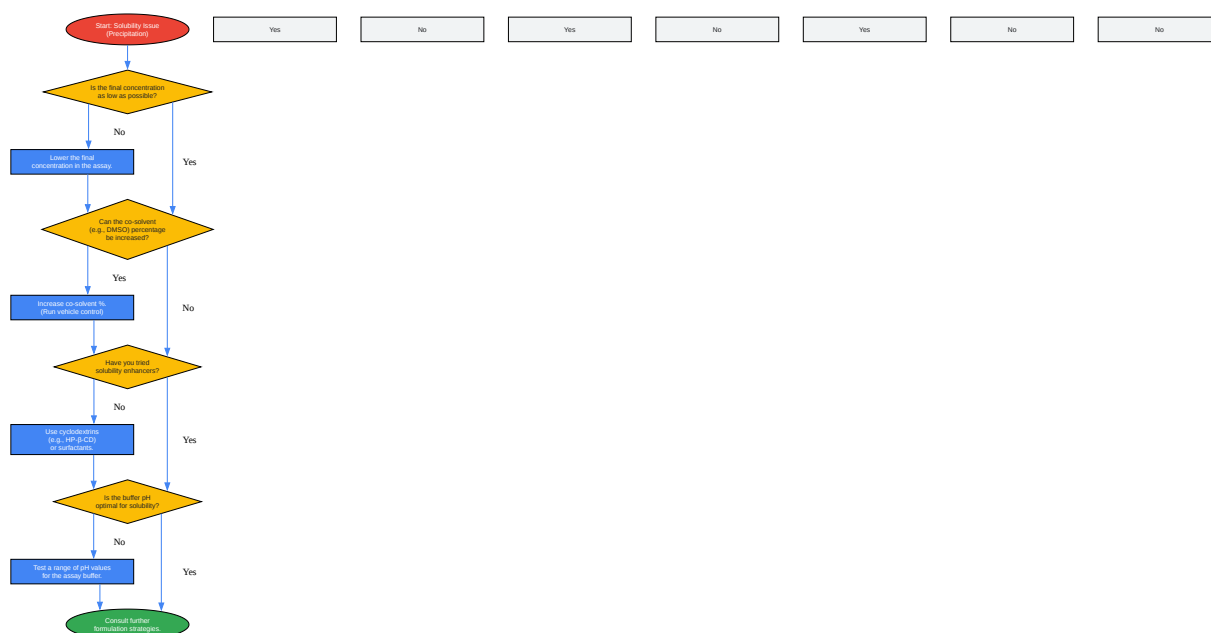 Start: Solubility Issue
(Precipitation)
Yes
No
Yes
No
Yes
No
No
Is the final concentration
as low as possible?
No
Yes
Lower the final
concentration in the assay.
Can the co-solvent
(e.g., DMSO) percentage
be increased?
Yes
No
Increase co-solvent %.
(Run vehicle control)
Have you tried
solubility enhancers?
No
Yes
Use cyclodextrins
(e.g., HP-β-CD)
or surfactants.
Is the buffer pH
optimal for solubility?
No
Yes
Test a range of pH values
for the assay buffer.
Consult further
formulation strategies.